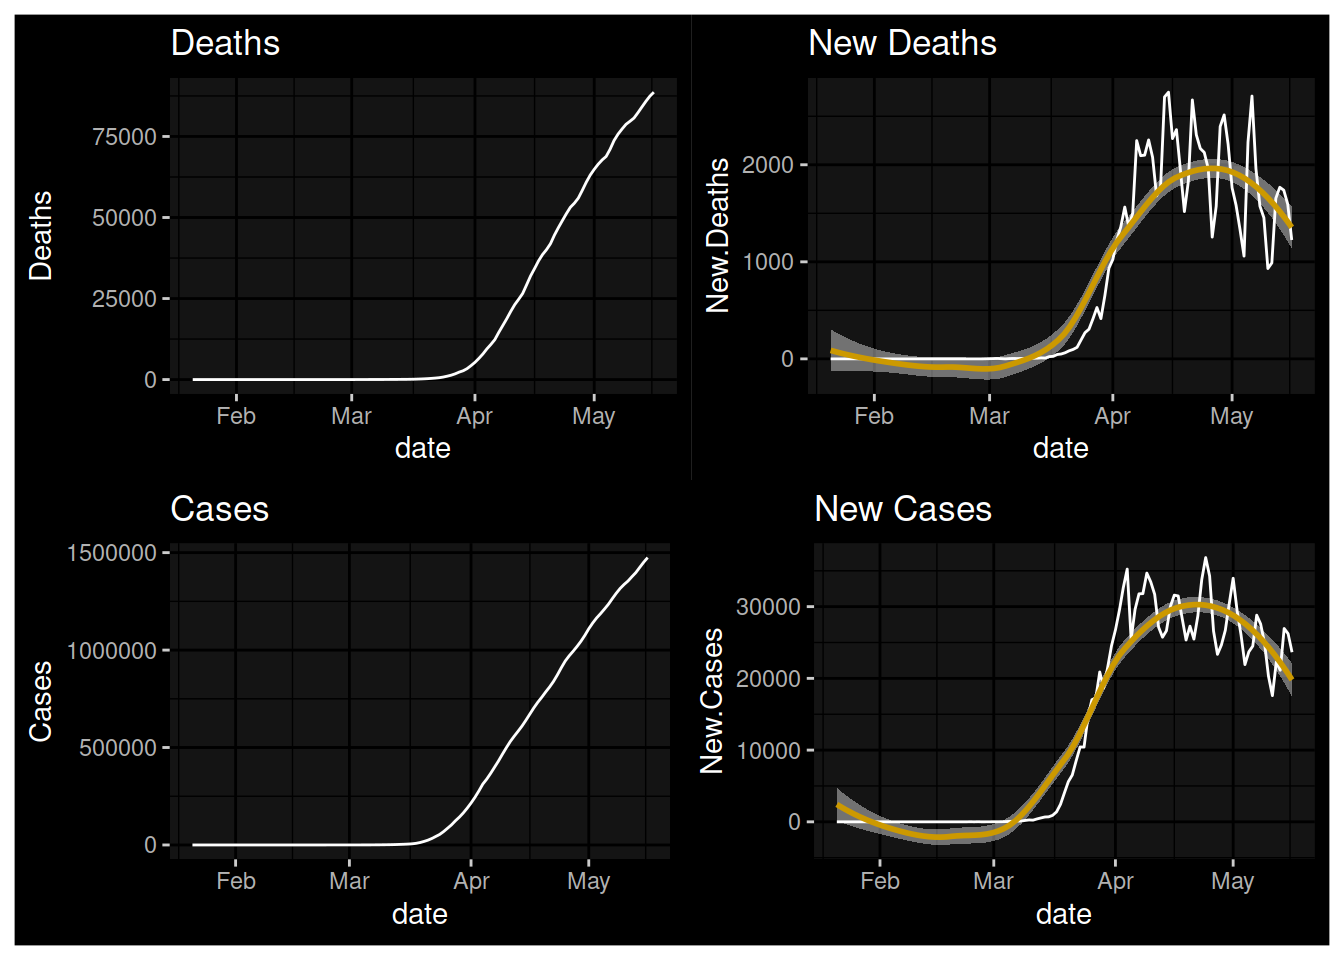 Deaths
Deaths
75000
50000
25000
0
Feb Mar Apr May
date
New Deaths
New.Deaths
2000
1000
0
Feb Mar Apr May
date
Cases
Cases
1500000
1000000
500000
0
Feb Mar Apr May
date
New Cases
New.Cases
30000
20000
10000
0
Feb Mar Apr May
date